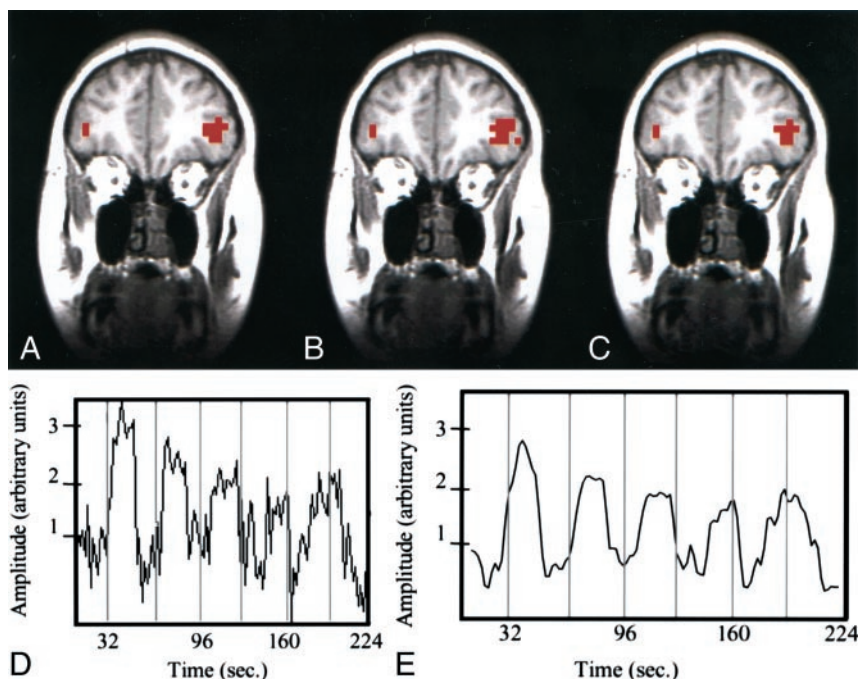 A
B
C
Amplitude (arbitrary units)
3
2
1
32
96
160
224
Time (sec.)
D
Amplitude (arbitrary units)
3
2
1
32
96
160
224
Time (sec.)
E